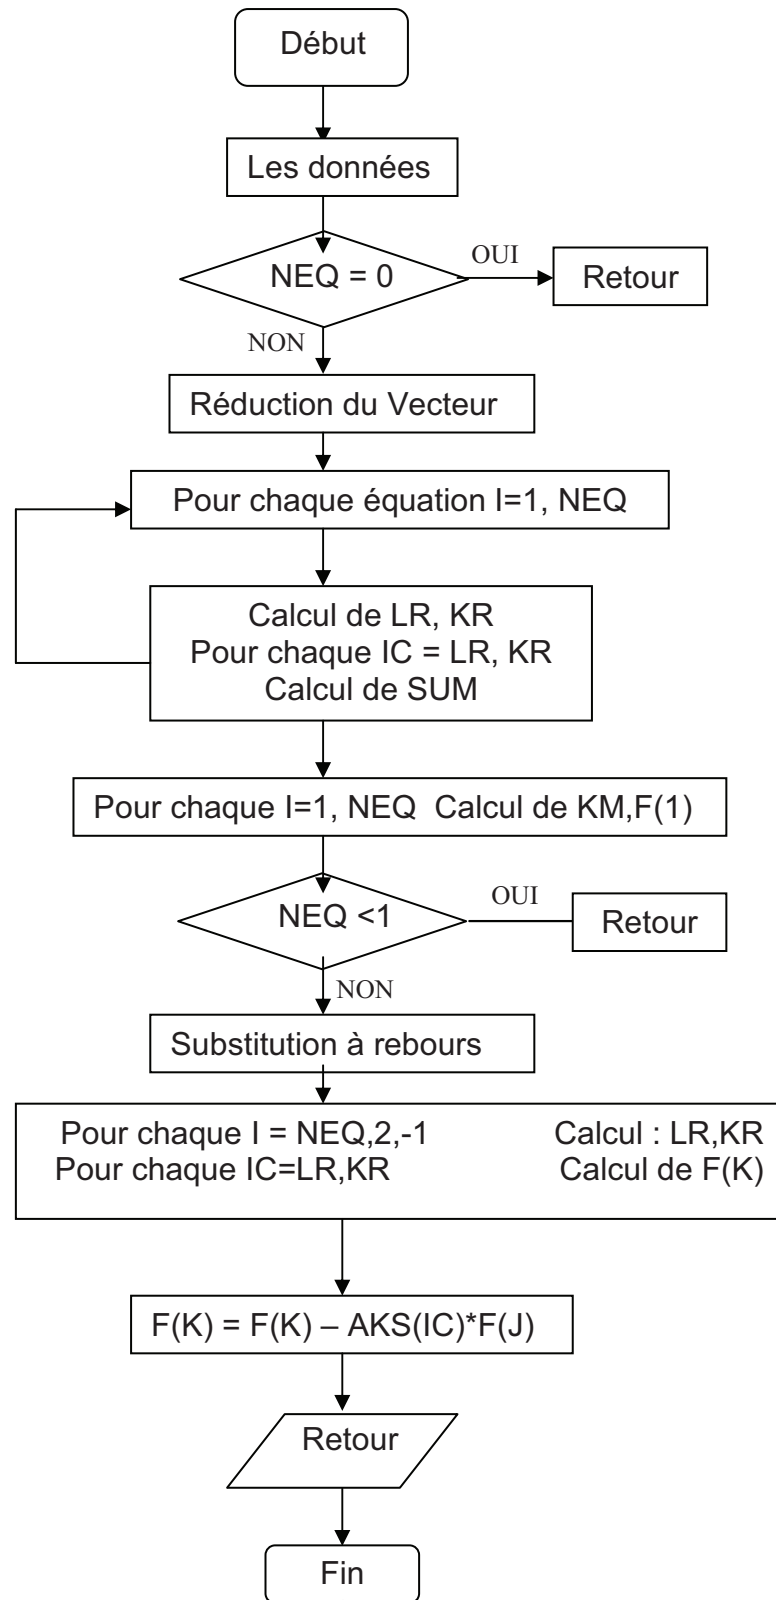 Début
Les données
NEQ = 0
OUI
Retour
NON
Réduction du Vecteur
Pour chaque équation I=1, NEQ
Calcul de LR, KR
Pour chaque IC = LR, KR
Calcul de SUM
Pour chaque I=1, NEQ Calcul de KM,F(1)
NEQ <1
OUI
Retour
NON
Substitution à rebours
Pour chaque I = NEQ,2,-1 Calcul : LR,KR
Pour chaque IC=LR,KR Calcul de F(K)
F(K) = F(K) – AKS(IC)*F(J)
Retour
Fin